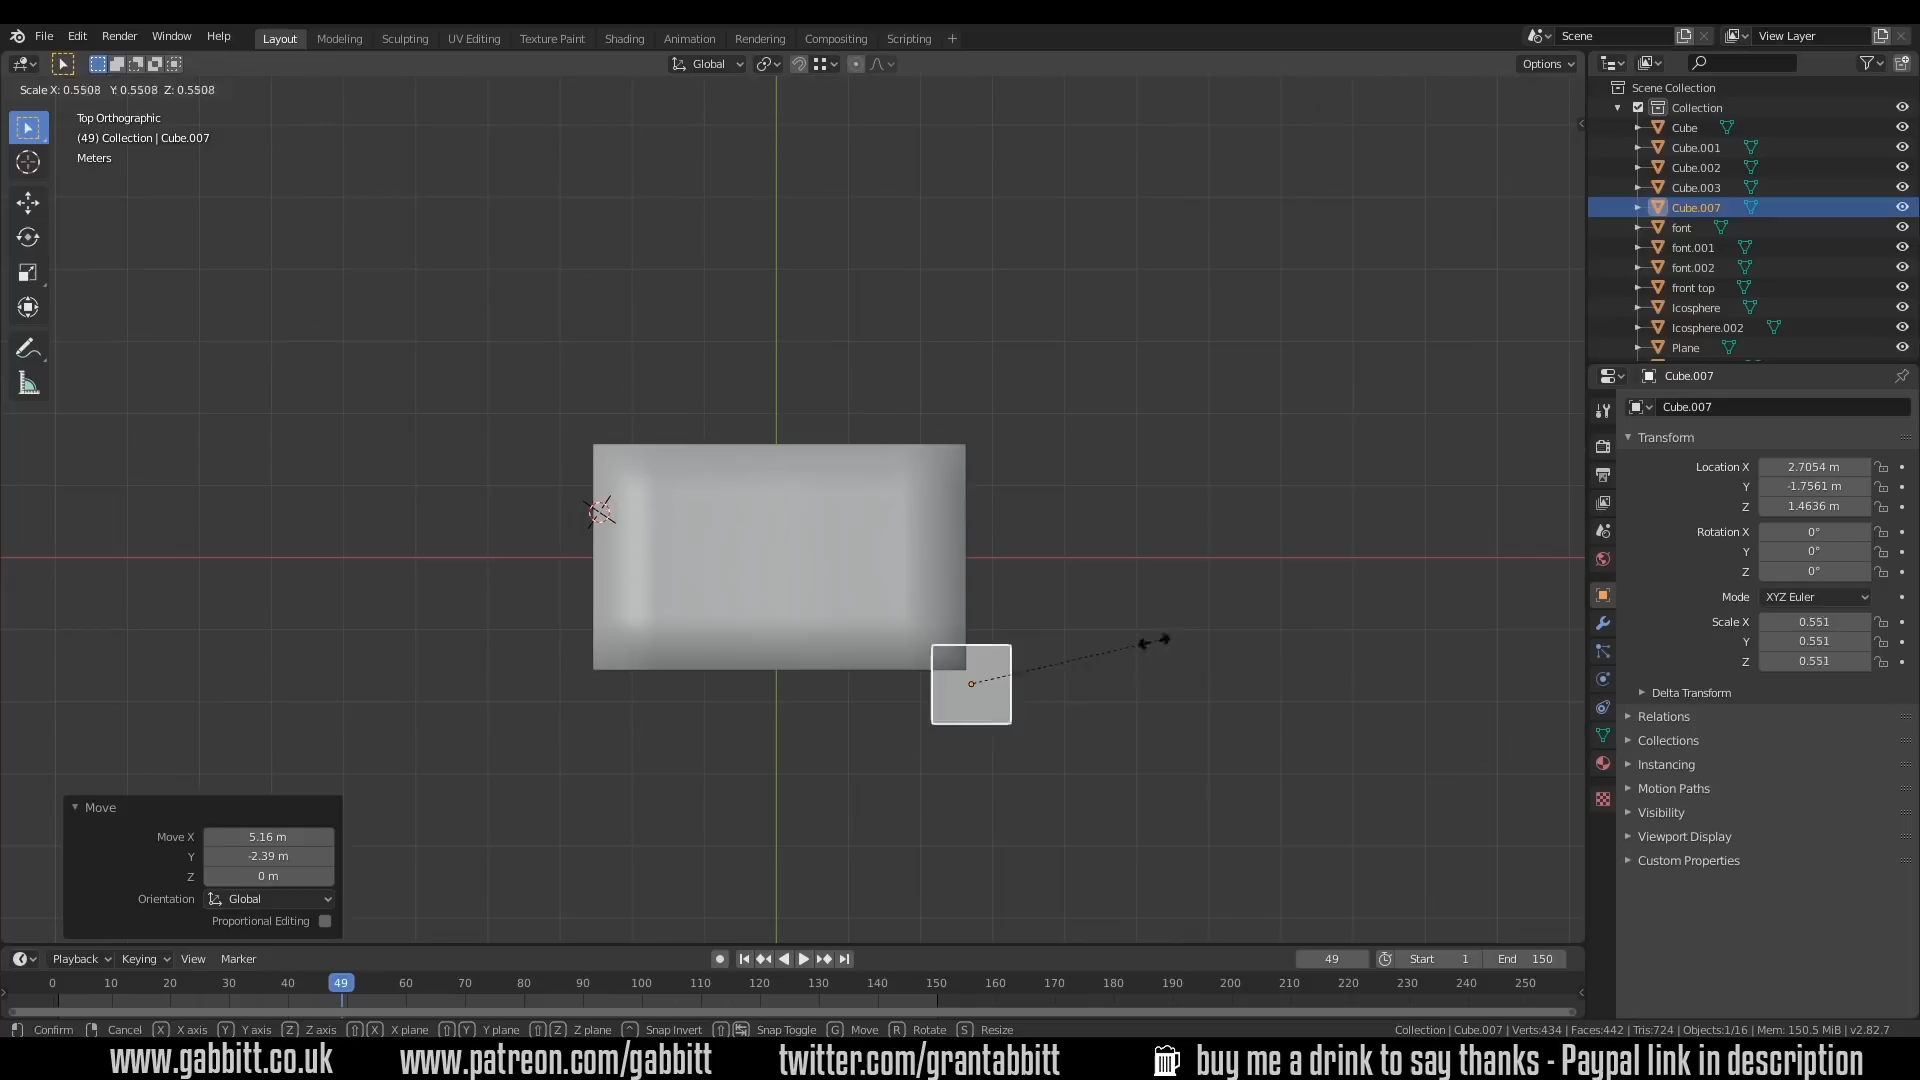 File Edit Render Window Help Layout Modeling Sculpting UV Editing Texture Paint Shading Animation Rendering Compositing Scripting + Scene View Layer
Global Options
Scale X: 0.5508 Y: 0.5508 Z: 0.5508
Top Orthographic
(49) Collection | Cube.007
Meters
Scene Collection
Collection
Cube
Cube.001
Cube.002
Cube.003
Cube.007
font
font.001
font.002
front top
Icosphere
Icosphere.002
Plane
Cube.007
Cube.007
Transform
Location X 2.7054 m
Y -1.7561 m
Z 1.4636 m
Rotation X 0°
Y 0°
Z 0°
Mode XYZ Euler
Scale X 0.551
Y 0.551
Z 0.551
Delta Transform
Relations
Collections
Instancing
Motion Paths
Visibility
Viewport Display
Custom Properties
Move
Move X 5.16 m
Y -2.39 m
Z 0 m
Orientation Global
Proportional Editing
Playback Keying View Marker 49 Start 1 End 150
0 10 20 30 40 49 60 70 80 90 100 110 120 130 140 150 160 170 180 190 200 210 220 230 240 250
Confirm Cancel X X axis Y Y axis Z Z axis X X plane Y Y plane Z Z plane Snap Invert Snap Toggle G Move R Rotate S Resize Collection | Cube.007 | Verts:434 | Faces:442 | Tris:724 | Objects:1/16 | Mem: 150.5 MiB | v2.82.7
www.gabbitt.co.uk www.patreon.com/gabbitt twitter.com/grantabbitt buy me a drink to say thanks - Paypal link in description